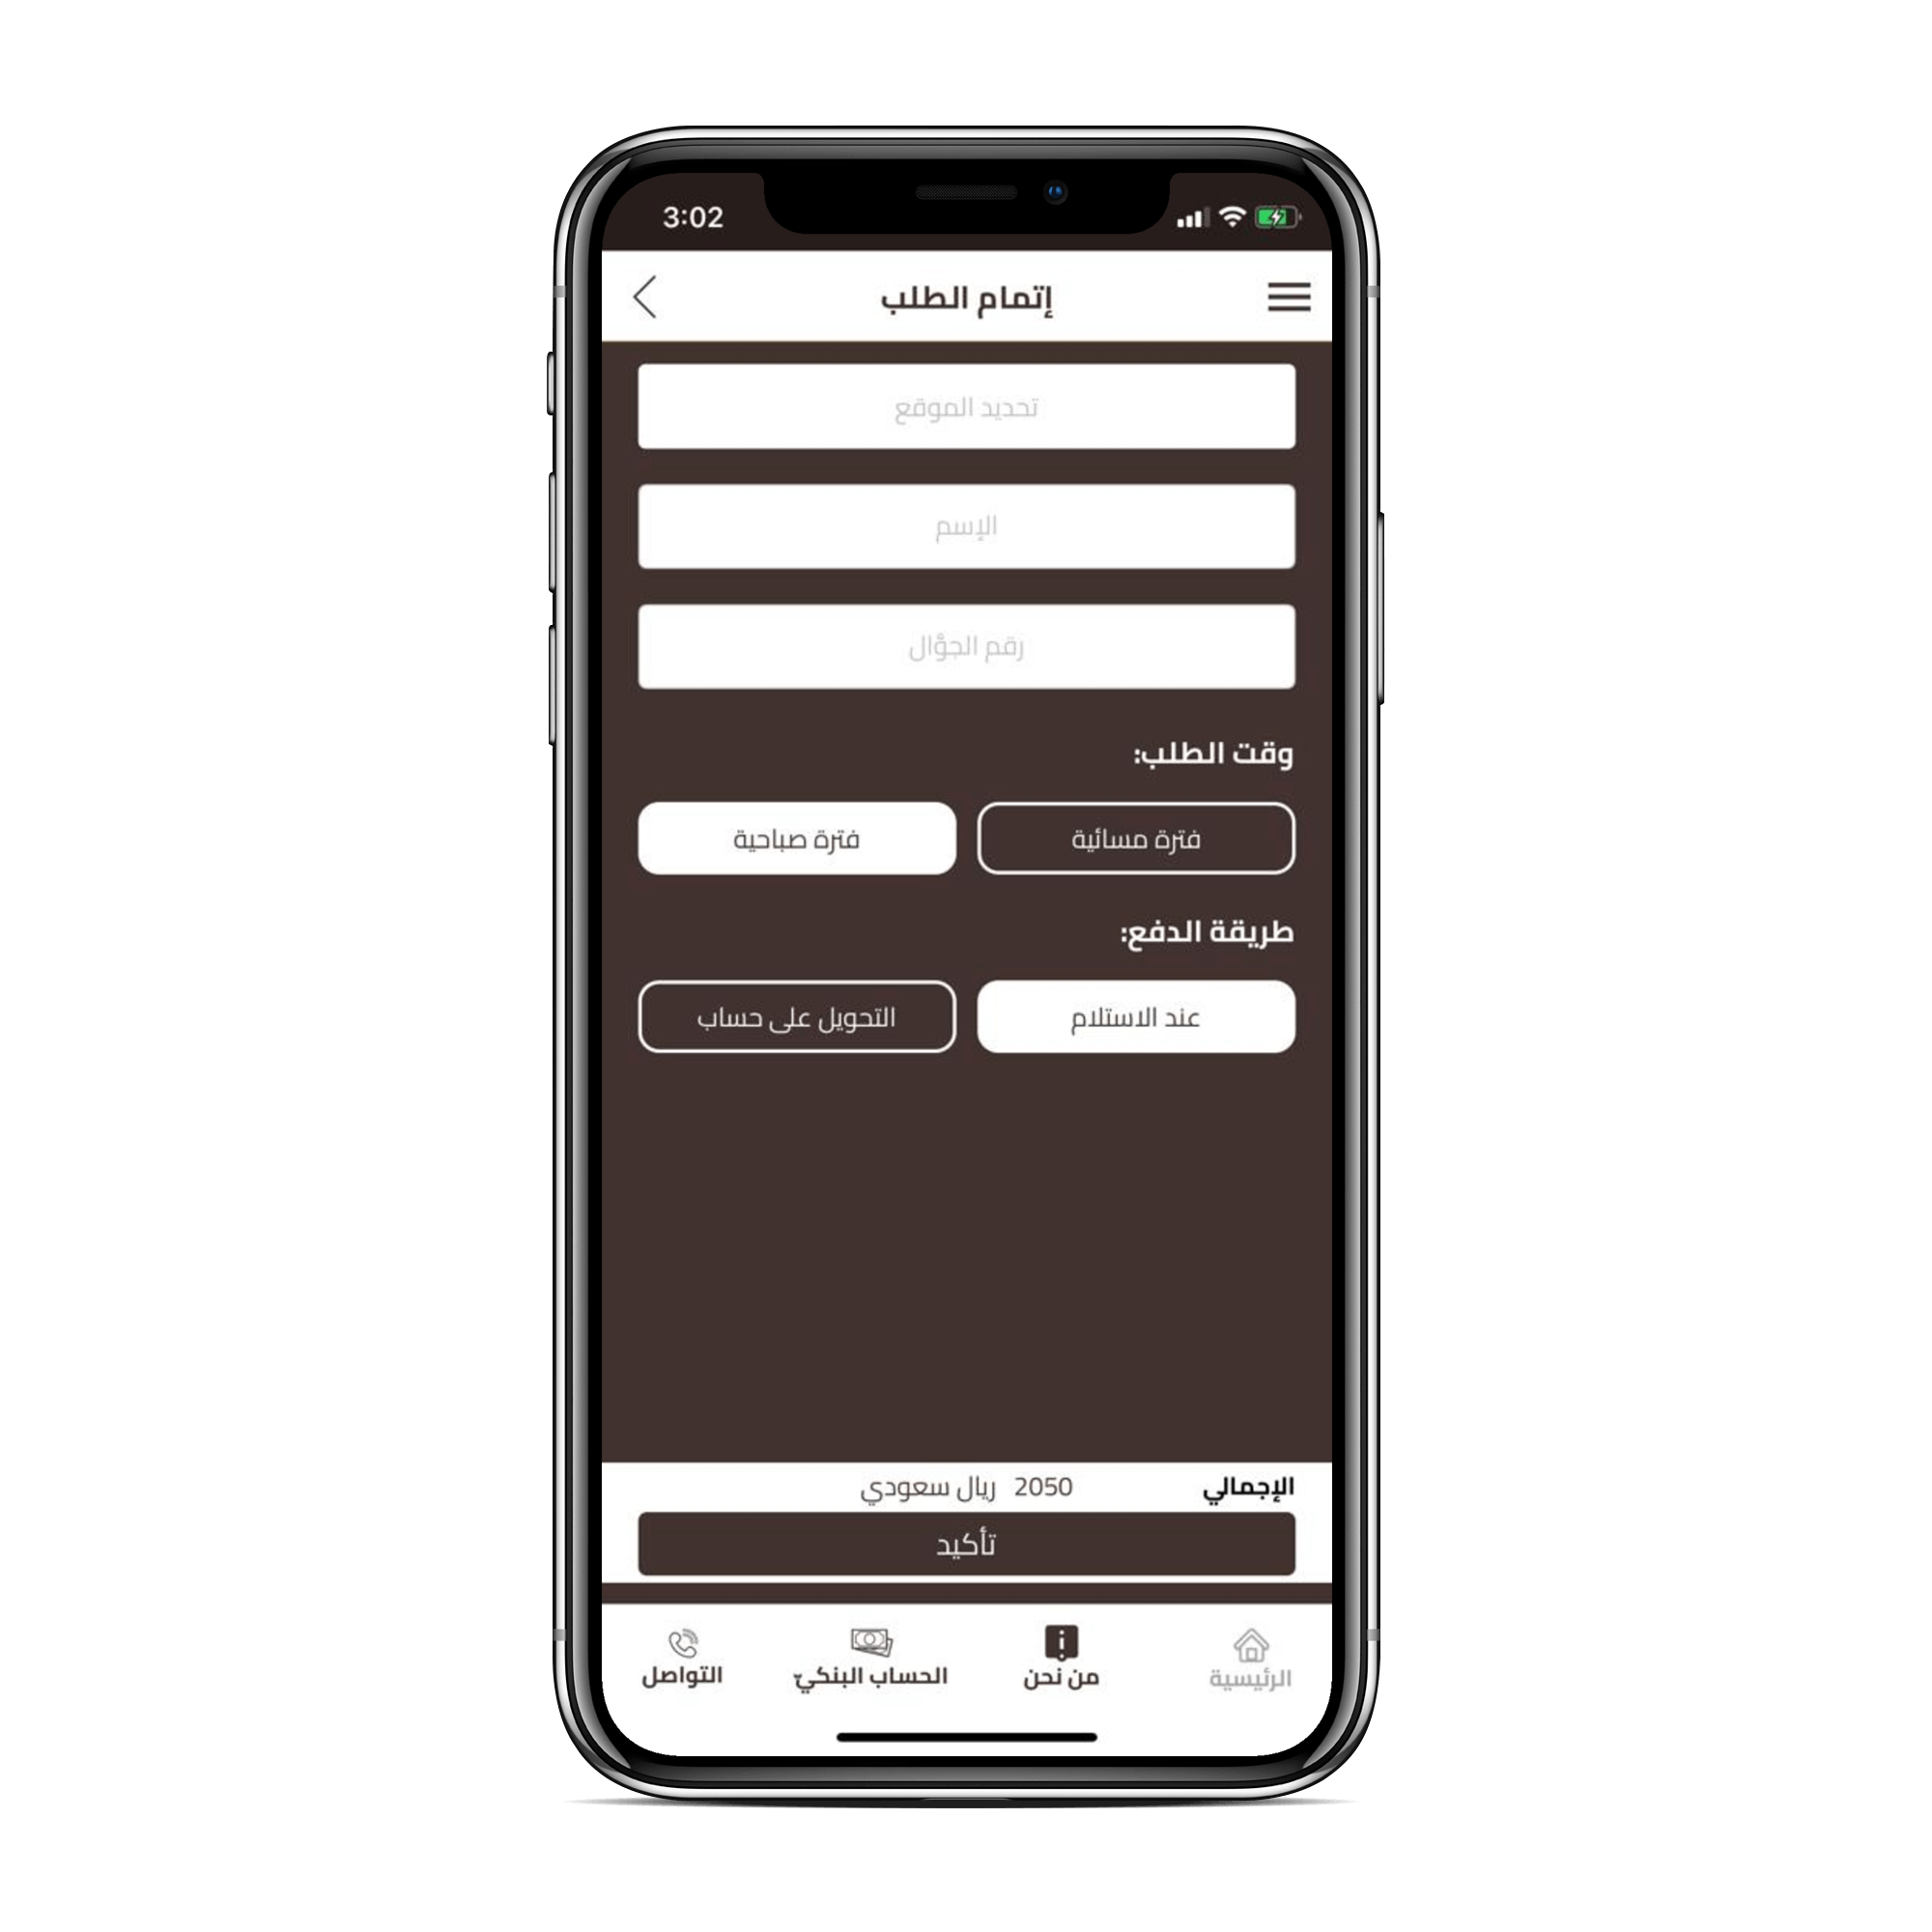 3:02
إتمام الطلب
تحديد الموقع
الإسم
رقم الجوَّال
وقت الطلب:
فترة مسائية
فترة صباحية
طريقة الدفع:
عند الاستلام
التحويل على حساب
الإجمالي 2050 ريال سعودي
تأكيد
الرئيسية
من نحن
الحساب البنكيّ
التواصل